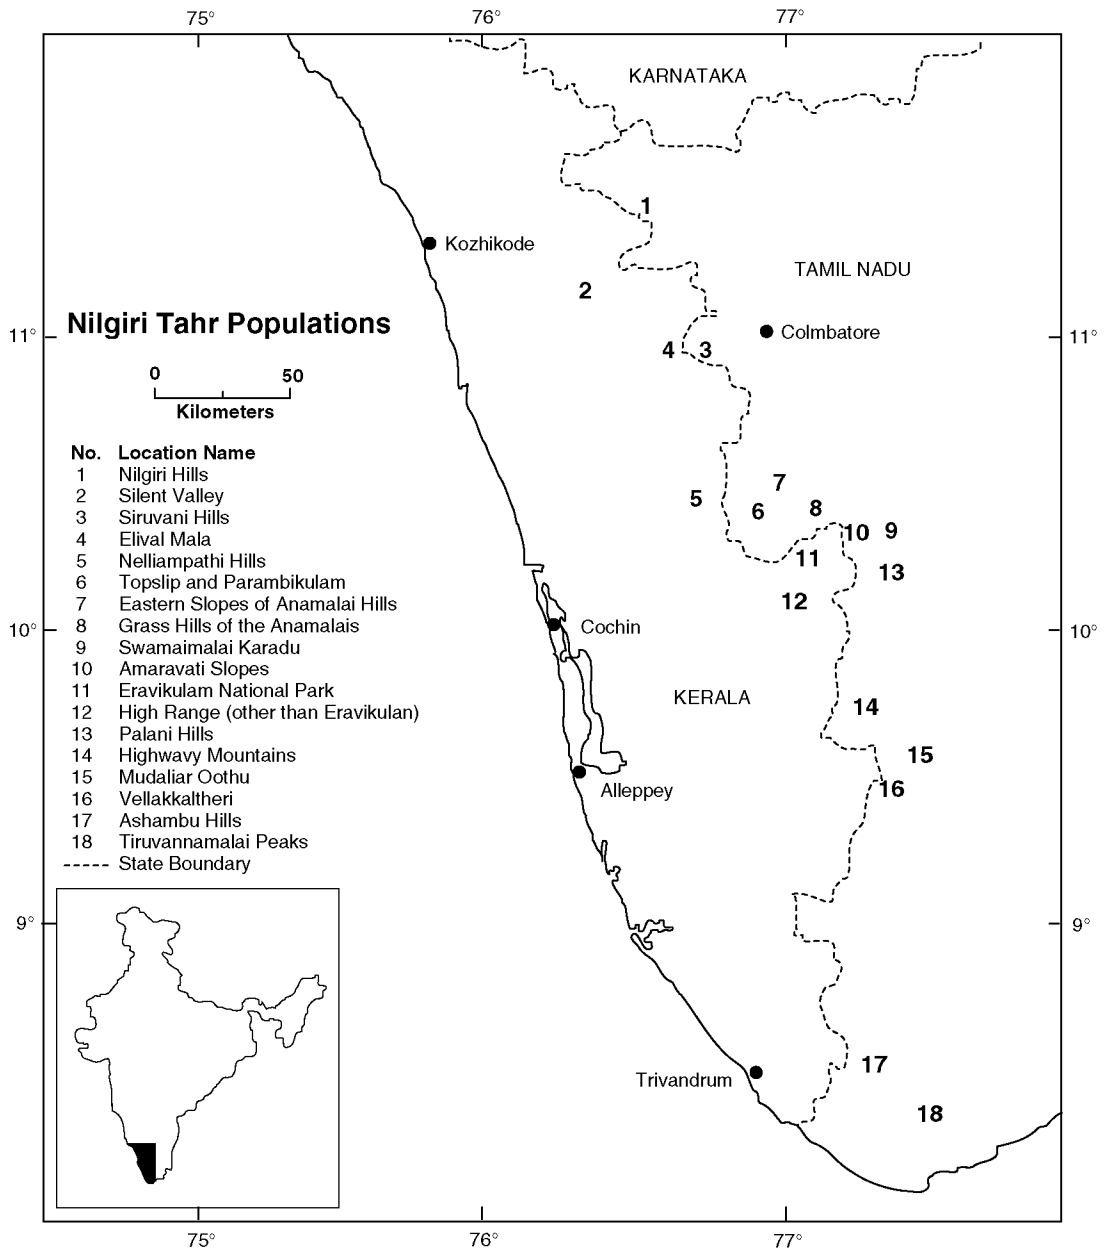 75° 76° 77°
KARNATAKA
1
Kozhikode
TAMIL NADU
2
Nilgiri Tahr Populations
11° Colmbatore 11°
4 3
0 50
Kilometers
No. Location Name
1 Nilgiri Hills
2 Silent Valley
3 Siruvani Hills
4 Elival Mala
5 Nelliampathi Hills
6 Topslip and Parambikulam
7 Eastern Slopes of Anamalai Hills
8 Grass Hills of the Anamalais
9 Swamaimalai Karadu
10 Amaravati Slopes
11 Eravikulam National Park
12 High Range (other than Eravikulan)
13 Palani Hills
14 Highwavy Mountains
15 Mudaliar Oothu
16 Vellakkaltheri
17 Ashambu Hills
18 Tiruvannamalai Peaks
State Boundary
7
5 6 8
10 9
11 13
12
10° Cochin 10°
KERALA
14
15
Alleppey 16
9° 9°
17
Trivandrum
18
75° 76° 77°